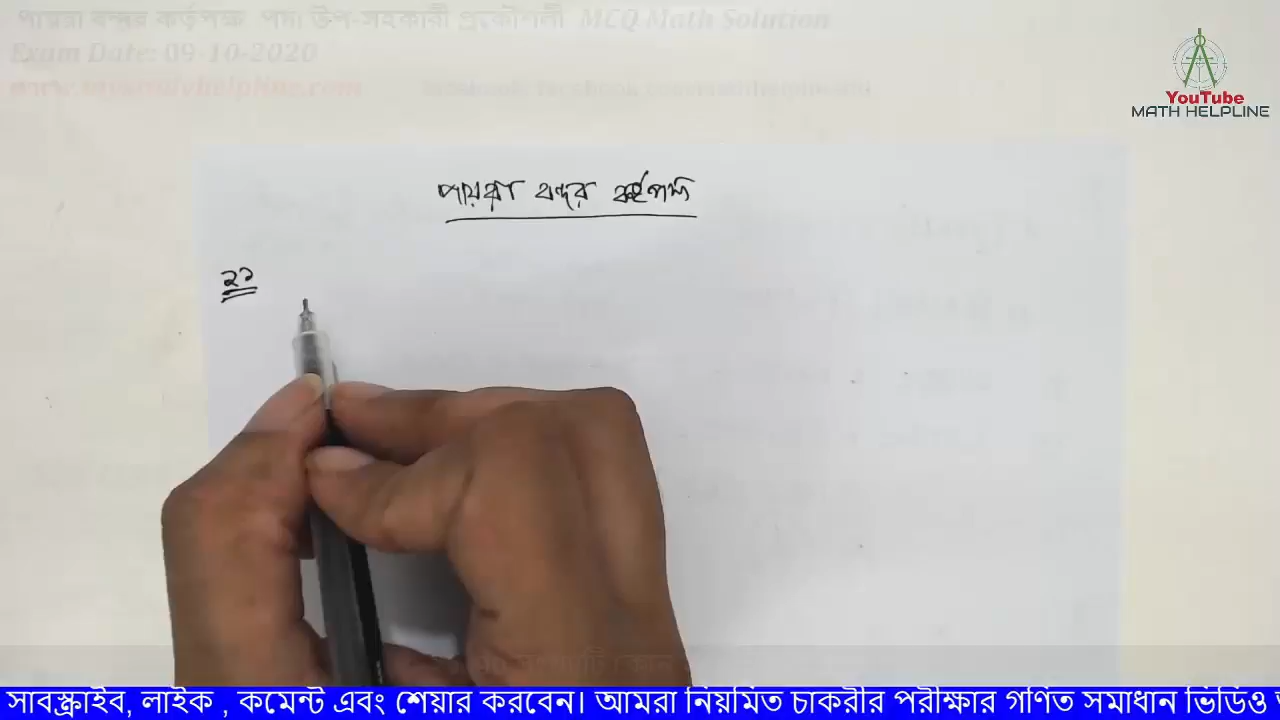 পায়রা বন্দর কর্তৃপক্ষ পদঃ উপ-সহকারী প্রকৌশলী MCQ Math Solution
Exam Date: 09-10-2020
YouTube
MATH HELPLINE
পায়রা বন্দর কর্তৃপক্ষ
২১
সাবস্ক্রাইব, লাইক , কমেন্ট এবং শেয়ার করবেন। আমরা নিয়মিত চাকরীর পরীক্ষার গণিত সমাধান ভিডিও